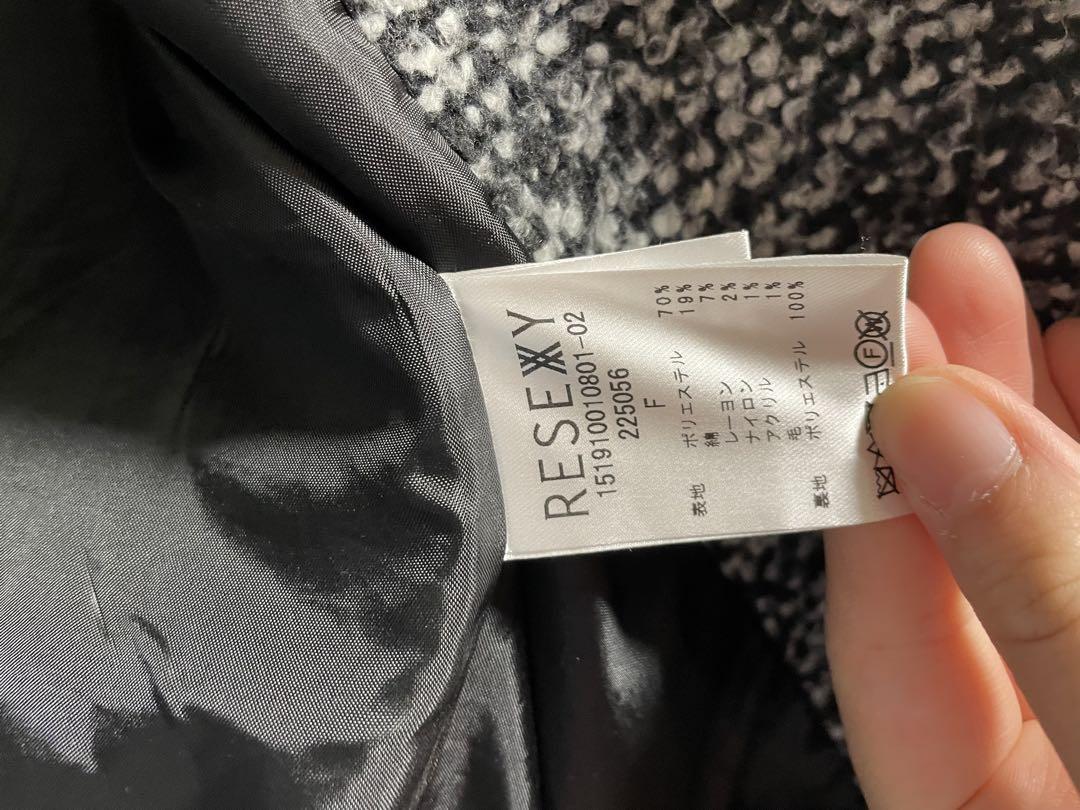 RESEXXY
151910010801-02
225056
F
表地 ポリエステル 70%
綿 19%
レーヨン 7%
ナイロン 2%
アクリル 1%
毛 1%
裏地 ポリエステル 100%
F
W